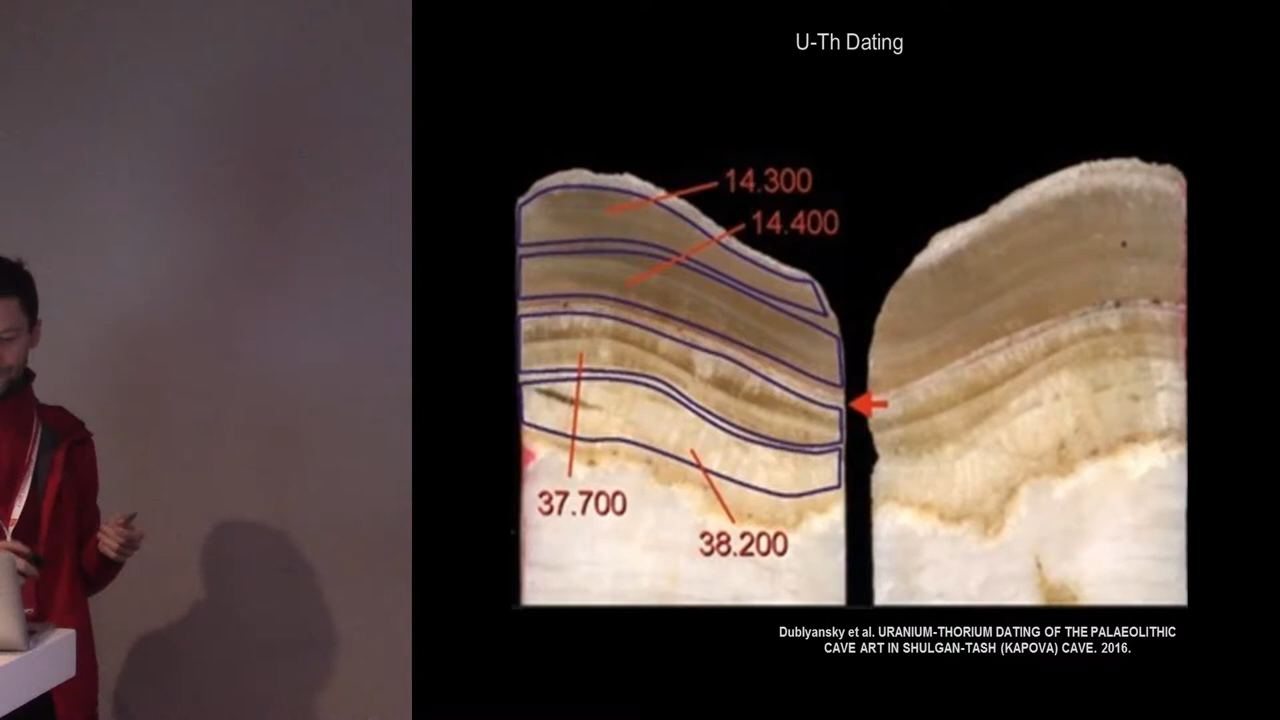 U-Th Dating
14.300
14.400
37.700
38.200
Dublyansky et al. URANIUM-THORIUM DATING OF THE PALAEOLITHIC
CAVE ART IN SHULGAN-TASH (KAPOVA) CAVE. 2016.